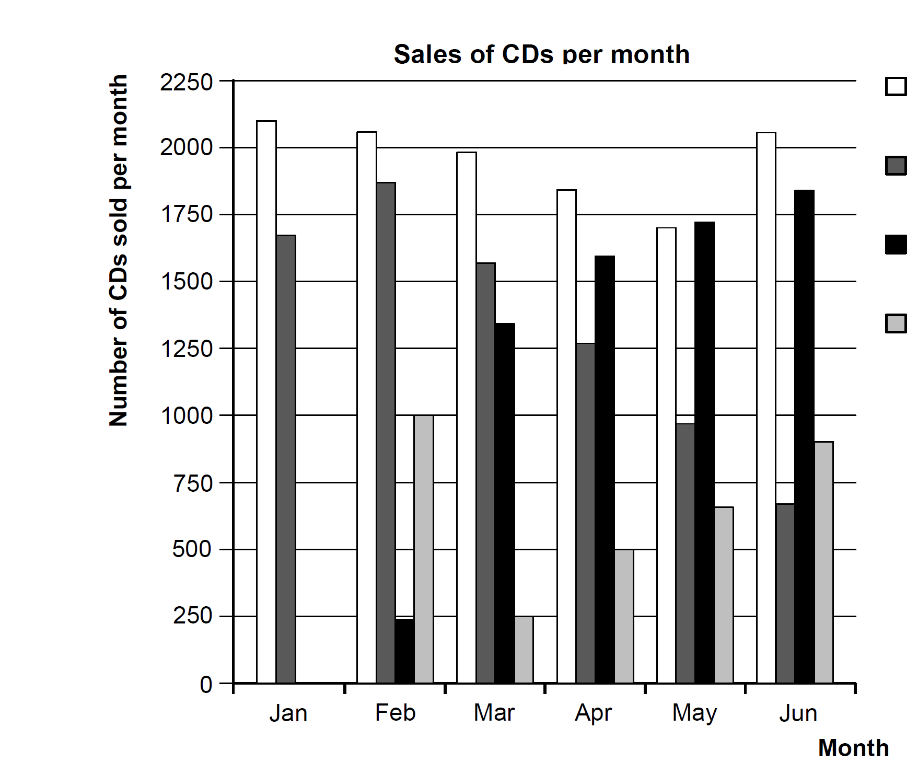 Sales of CDs per month
Number of CDs sold per month
2250
2000
1750
1500
1250
1000
750
500
250
0
Jan Feb Mar Apr May Jun
Month